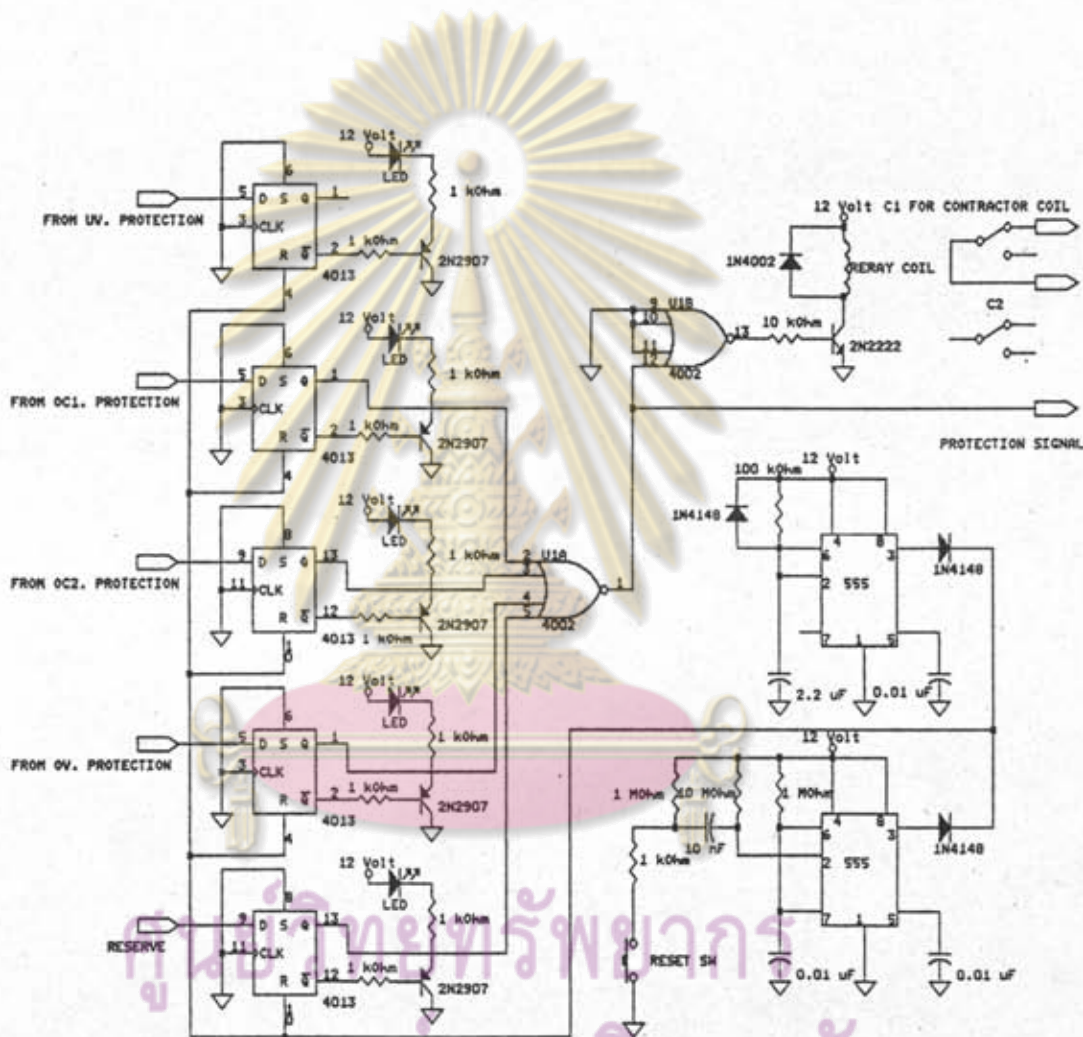 12 Volt
LED
1 kOhm
6
FROM UV. PROTECTION
5 D S Q 1
3 CLK
R Q̅ 2 1 kOhm
4013
2N2907
4
12 Volt
LED
1 kOhm
6
FROM OC1. PROTECTION
5 D S Q 1
3 CLK
R Q̅ 2 1 kOhm
4013
2N2907
4
12 Volt
LED
1 kOhm
8
FROM OC2. PROTECTION
9 D S Q 13
11 CLK
R Q̅ 12
4013 1 kOhm
2N2907
10
12 Volt
LED
1 kOhm
6
FROM OV. PROTECTION
5 D S Q 1
3 CLK
R Q̅ 2 1 kOhm
4013
2N2907
4
12 Volt
LED
1 kOhm
8
RESERVE
9 D S Q 13
11 CLK
R Q̅ 12 1 kOhm
4013
2N2907
10
2 U1A
3
4
5
1
4002
9 U1B
10
11
12
13
4002
10 kOhm
12 Volt C1 FOR CONTRACTOR COIL
1N4002
RERAY COIL
2N2222
C2
PROTECTION SIGNAL
100 kOhm
12 Volt
1N4148
4 8
6 3
2 555
7 1 5
1N4148
2.2 uF
0.01 uF
12 Volt
1 MOhm
10 MOhm
1 MOhm
10 nF
1 kOhm
RESET SW
4 8
6 3
2 555
7 1 5
1N4148
0.01 uF
0.01 uF
ศูนย์วิทยทรัพยากร